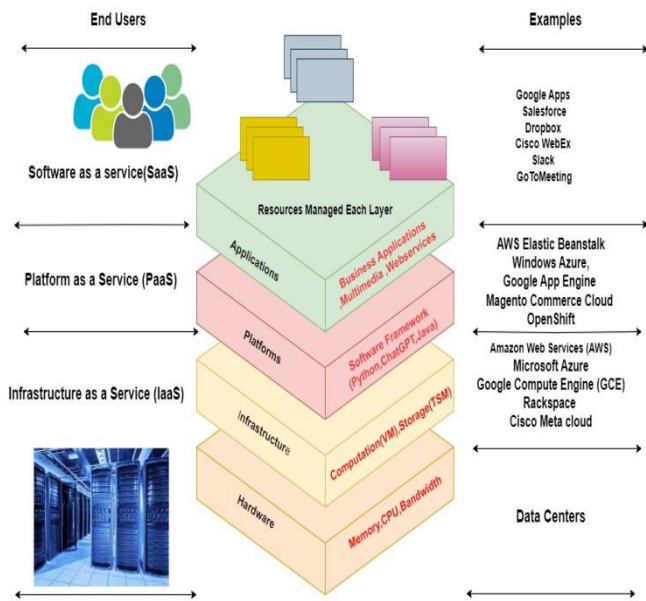 End Users
Examples
Google Apps
Salesforce
Dropbox
Cisco WebEx
Slack
GoToMeeting
Software as a service(SaaS)
Resources Managed Each Layer
Applications
Business Applications
,Multimedia ,Webservices
AWS Elastic Beanstalk
Windows Azure,
Google App Engine
Magento Commerce Cloud
OpenShift
Platform as a Service (PaaS)
Platforms
Software Framework
(Python,ChatGPT,Java)
Amazon Web Services (AWS)
Microsoft Azure
Google Compute Engine (GCE)
Rackspace
Cisco Meta cloud
Infrastructure as a Service (IaaS)
Infrastructure
Computation(VM),Storage(TSM)
Hardware
Memory,CPU,Bandwidth
Data Centers